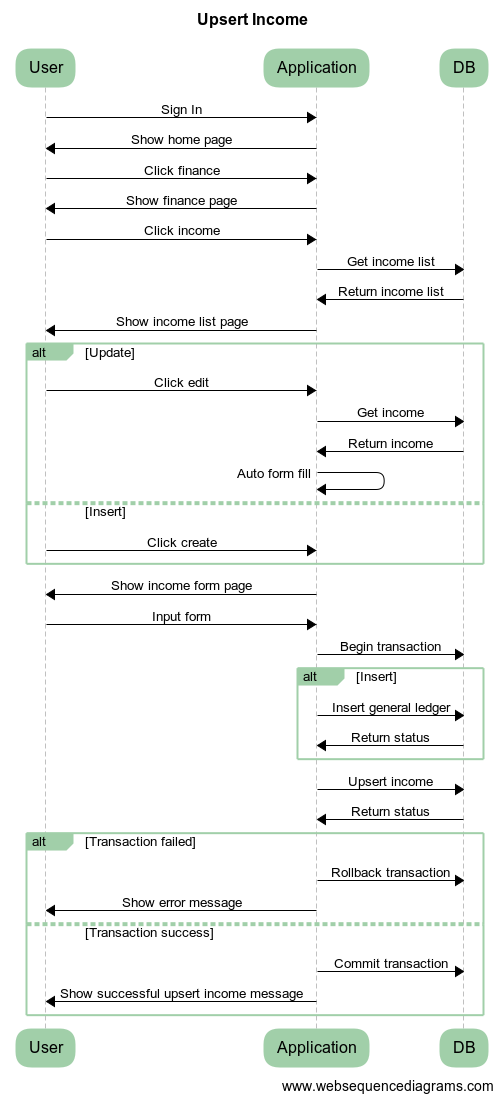 Upsert Income
User Application DB
Sign In
Show home page
Click finance
Show finance page
Click income
Get income list
Return income list
Show income list page
alt [Update]
Click edit
Get income
Return income
Auto form fill
[Insert]
Click create
Show income form page
Input form
Begin transaction
alt [Insert]
Insert general ledger
Return status
Upsert income
Return status
alt [Transaction failed]
Rollback transaction
Show error message
[Transaction success]
Commit transaction
Show successful upsert income message
User Application DB
www.websequencediagrams.com